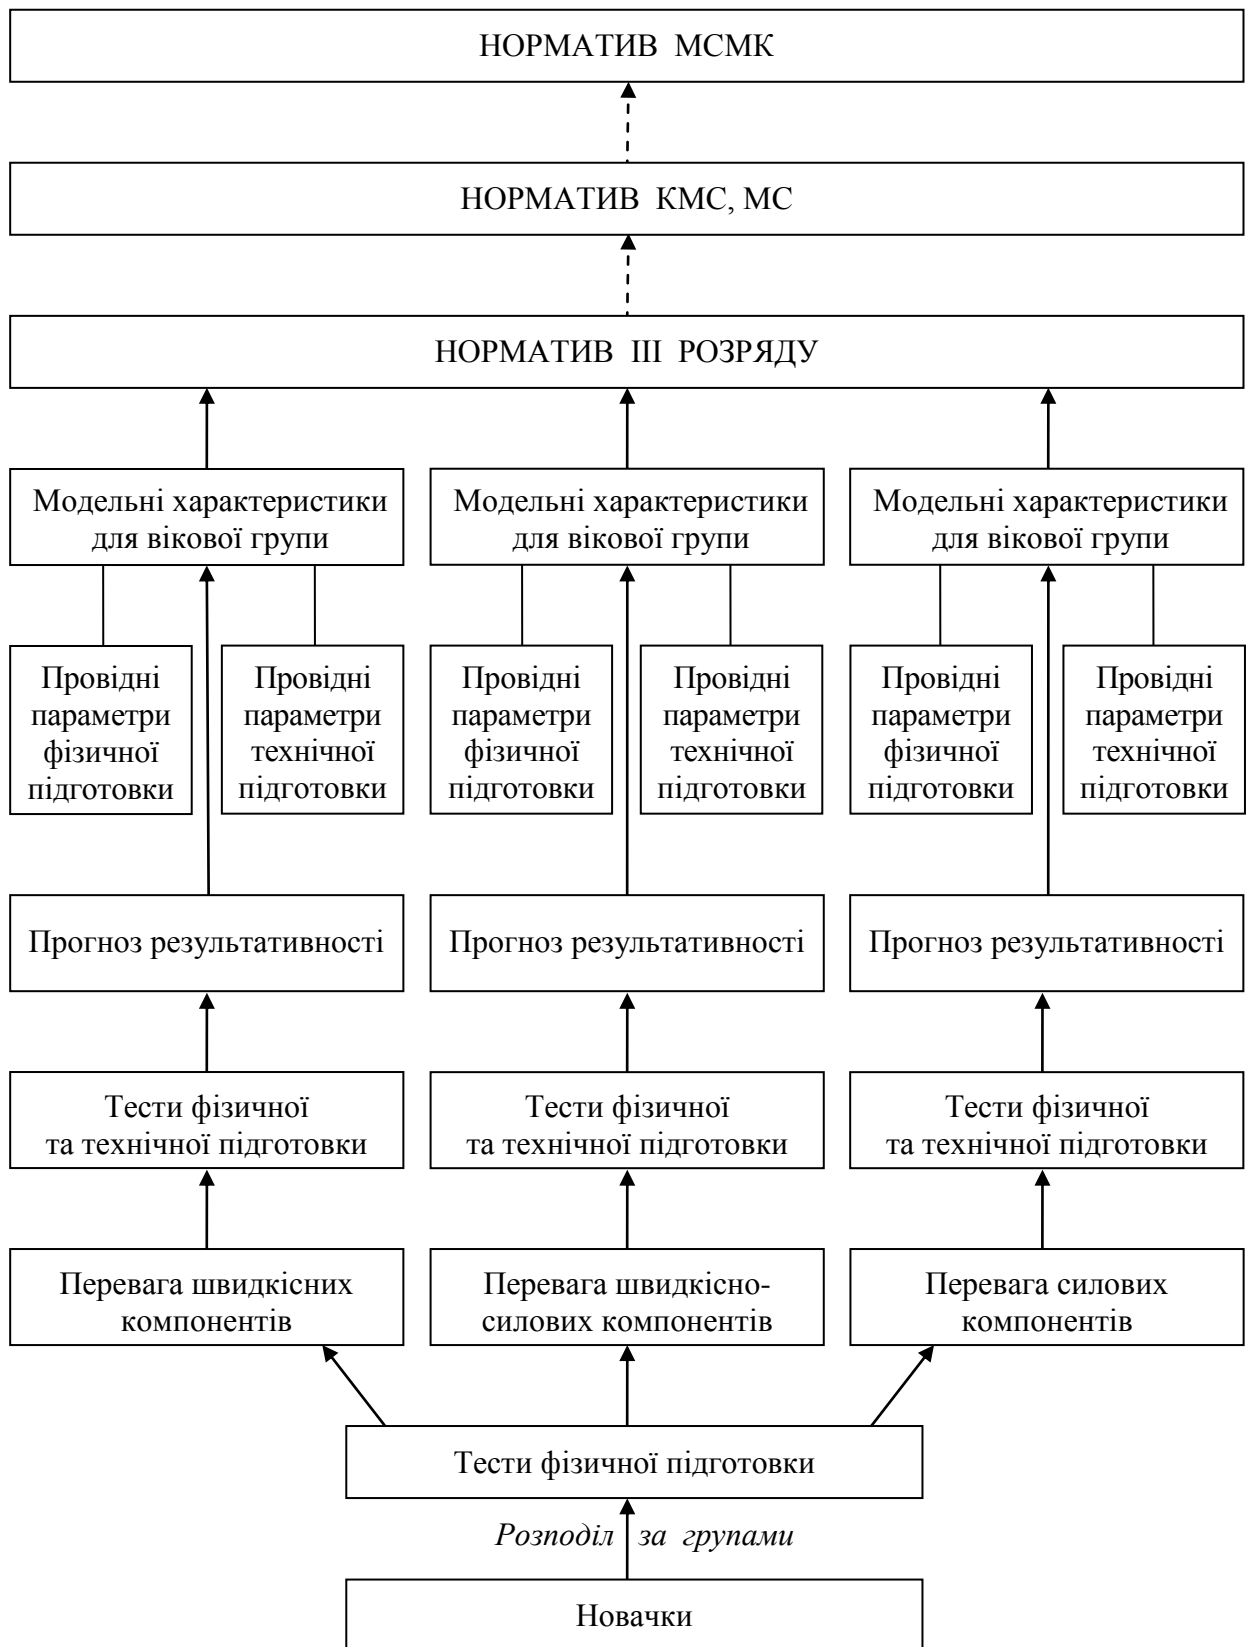 НОРМАТИВ МСМК
НОРМАТИВ КМС, МС
НОРМАТИВ III РОЗРЯДУ
Модельні характеристики
для вікової групи
Модельні характеристики
для вікової групи
Модельні характеристики
для вікової групи
Провідні
параметри
фізичної
підготовки
Провідні
параметри
технічної
підготовки
Провідні
параметри
фізичної
підготовки
Провідні
параметри
технічної
підготовки
Провідні
параметри
фізичної
підготовки
Провідні
параметри
технічної
підготовки
Прогноз результативності
Прогноз результативності
Прогноз результативності
Тести фізичної
та технічної підготовки
Тести фізичної
та технічної підготовки
Тести фізичної
та технічної підготовки
Перевага швидкісних
компонентів
Перевага швидкісно-
силових компонентів
Перевага силових
компонентів
Тести фізичної підготовки
Розподіл за групами
Новачки